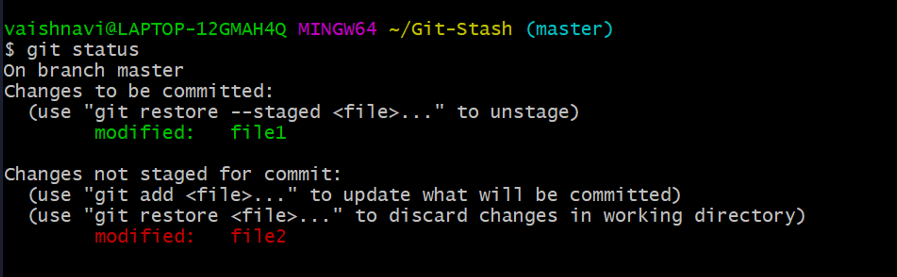 vaishnavi@LAPTOP-12GMAH4Q MINGW64 ~/Git-Stash (master)
$ git status
On branch master
Changes to be committed:
  (use "git restore --staged <file>..." to unstage)
        modified:   file1

Changes not staged for commit:
  (use "git add <file>..." to update what will be committed)
  (use "git restore <file>..." to discard changes in working directory)
        modified:   file2